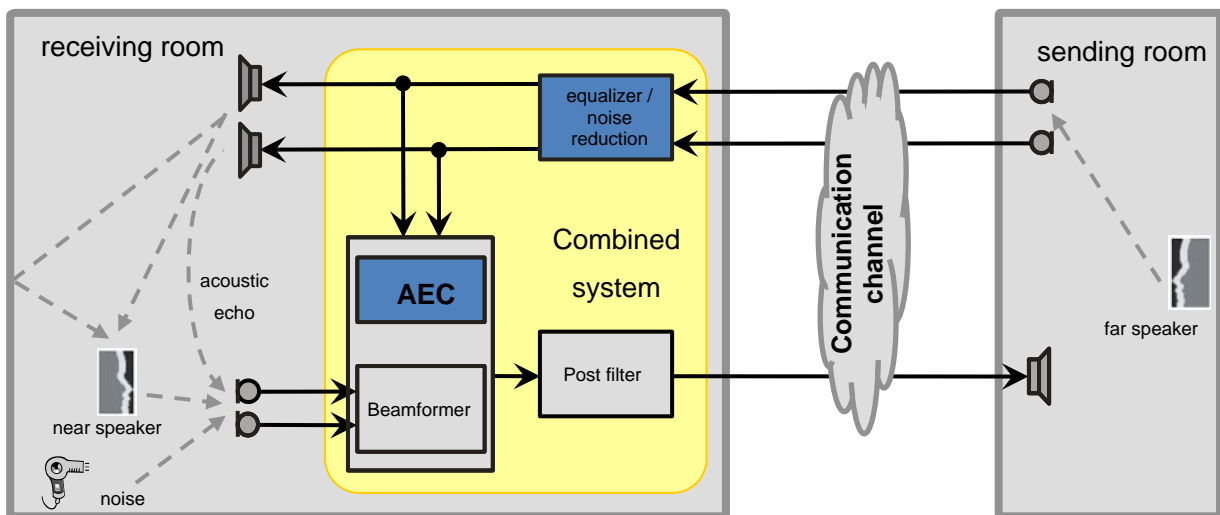 receiving room
sending room
equalizer /
noise
reduction
Combined
system
acoustic
echo
AEC
Communication
channel
far speaker
Post filter
Beamformer
near speaker
noise